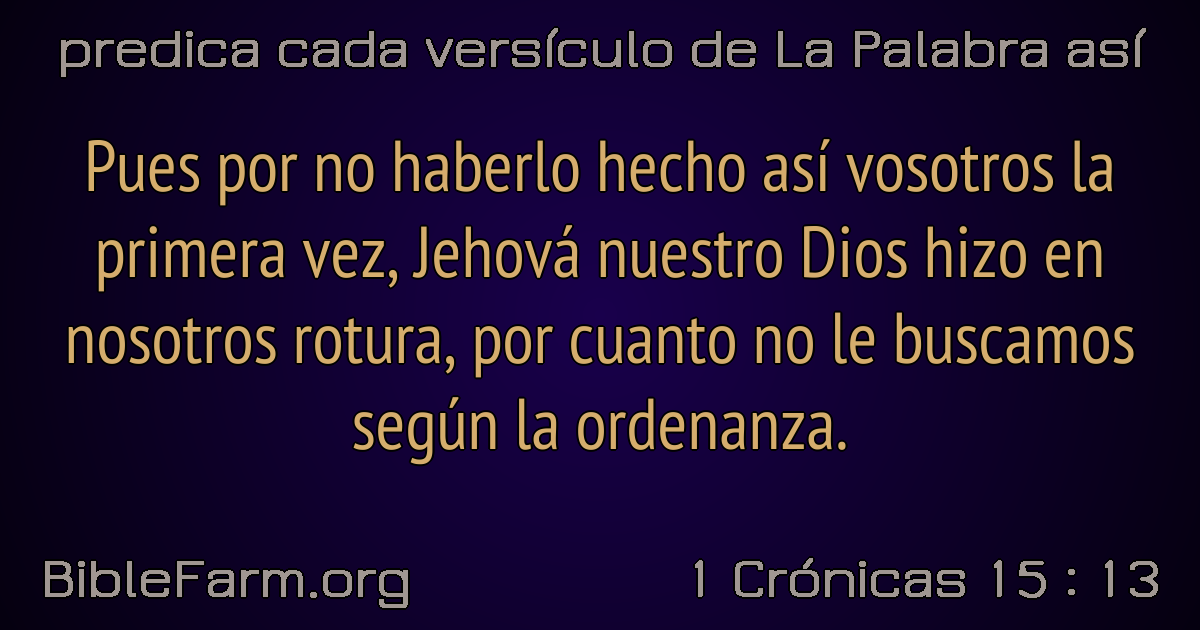 predica cada versículo de La Palabra así
Pues por no haberlo hecho así vosotros la
primera vez, Jehová nuestro Dios hizo en
nosotros rotura, por cuanto no le buscamos
según la ordenanza.
BibleFarm.org
1 Crónicas 15 : 13